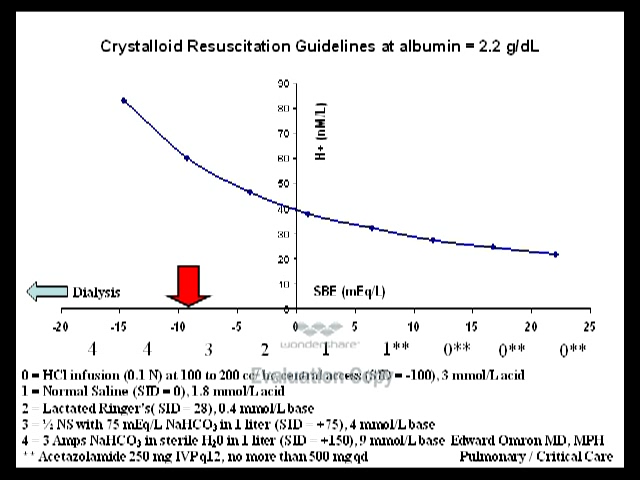 Crystalloid Resuscitation Guidelines at albumin = 2.2 g/dL
90
80
70
60
50
40
30
20
10
0
H+ (nM/L)
SBE (mEq/L)
Dialysis
-20 -15 -10 -5 0 5 10 15 20 25
4 4 3 2 1 1** 0** 0** 0**
wondershare
Evaluation Copy
0 = HCl infusion (0.1 N) at 100 to 200 cc/ central access (SID = -100), 3 mmol/L acid
1 = Normal Saline (SID = 0), 1.8 mmol/L acid
2 = Lactated Ringer's( SID = 28), 0.4 mmol/L base
3 = ½ NS with 75 mEq/L NaHCO3 in 1 liter (SID = +75), 4 mmol/L base
4 = 3 Amps NaHCO3 in sterile H20 in 1 liter (SID = +150), 9 mmol/L base Edward Omron MD, MPH
** Acetazolamide 250 mg IVP q12, no more than 500 mg qd Pulmonary / Critical Care